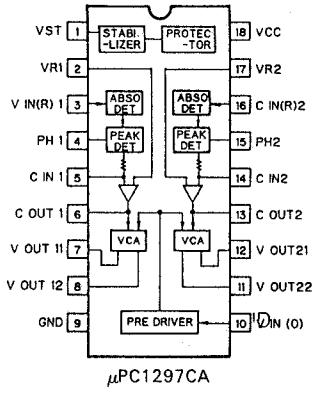 VST 1 STABI-LIZER PROTEC-TOR 18 VCC
VR1 2 17 VR2
V IN(R) 1 3 ABSO DET ABSO DET 16 C IN(R)2
PH 1 4 PEAK DET PEAK DET 15 PH2
C IN 1 5 14 C IN2
C OUT 1 6 13 C OUT2
V OUT 11 7 VCA VCA 12 V OUT21
V OUT 12 8 11 V OUT22
GND 9 PRE DRIVER 10 V IN (0)
μPC1297CA